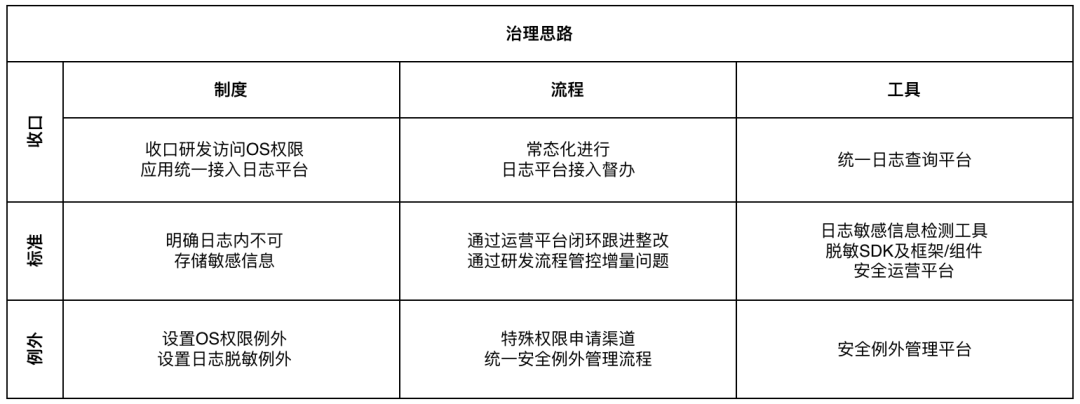 治理思路
制度
流程
工具
收口
收口研发访问OS权限
应用统一接入日志平台
常态化进行
日志平台接入督办
统一日志查询平台
标准
明确日志内不可
存储敏感信息
通过运营平台闭环跟进整改
通过研发流程管控增量问题
日志敏感信息检测工具
脱敏SDK及框架/组件
安全运营平台
例外
设置OS权限例外
设置日志脱敏例外
特殊权限申请渠道
统一安全例外管理流程
安全例外管理平台